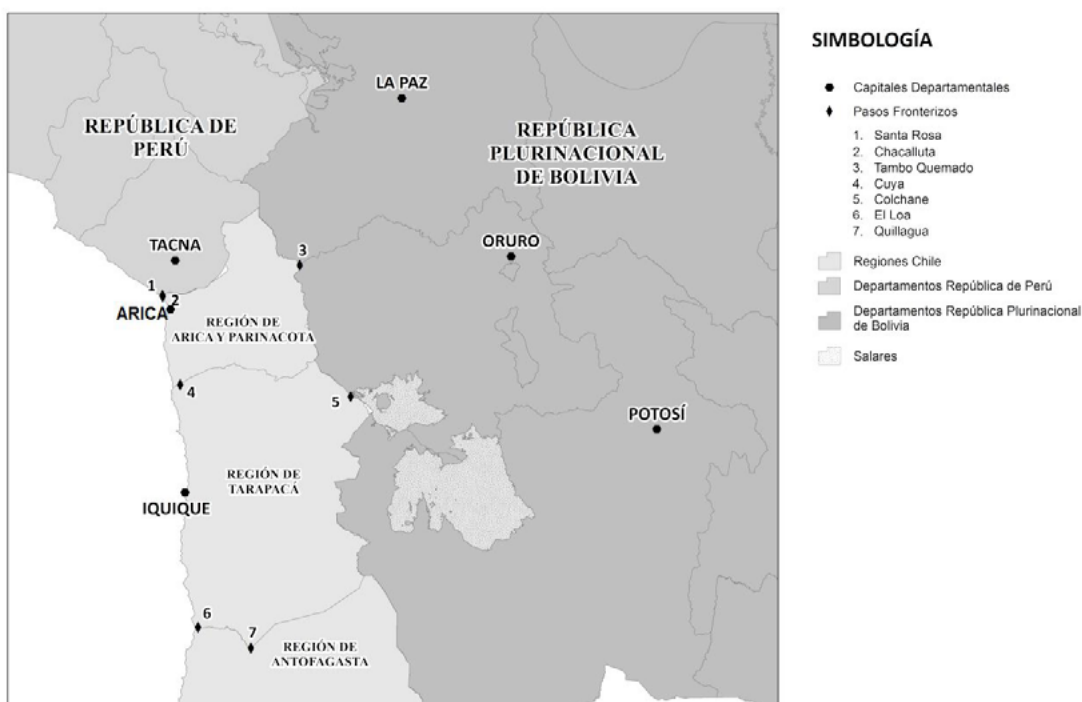 LA PAZ
REPÚBLICA DE
PERÚ
REPÚBLICA
PLURINACIONAL
DE BOLIVIA
TACNA
3
ORURO
1
2
ARICA
REGIÓN DE
ARICA Y PARINACOTA
4
5
POTOSÍ
REGIÓN DE
TARAPACÁ
IQUIQUE
6
7
REGIÓN DE
ANTOFAGASTA
SIMBOLOGÍA
Capitales Departamentales
Pasos Fronterizos
1. Santa Rosa
2. Chacalluta
3. Tambo Quemado
4. Cuya
5. Colchane
6. El Loa
7. Quillagua
Regiones Chile
Departamentos República de Perú
Departamentos República Plurinacional
de Bolivia
Salares